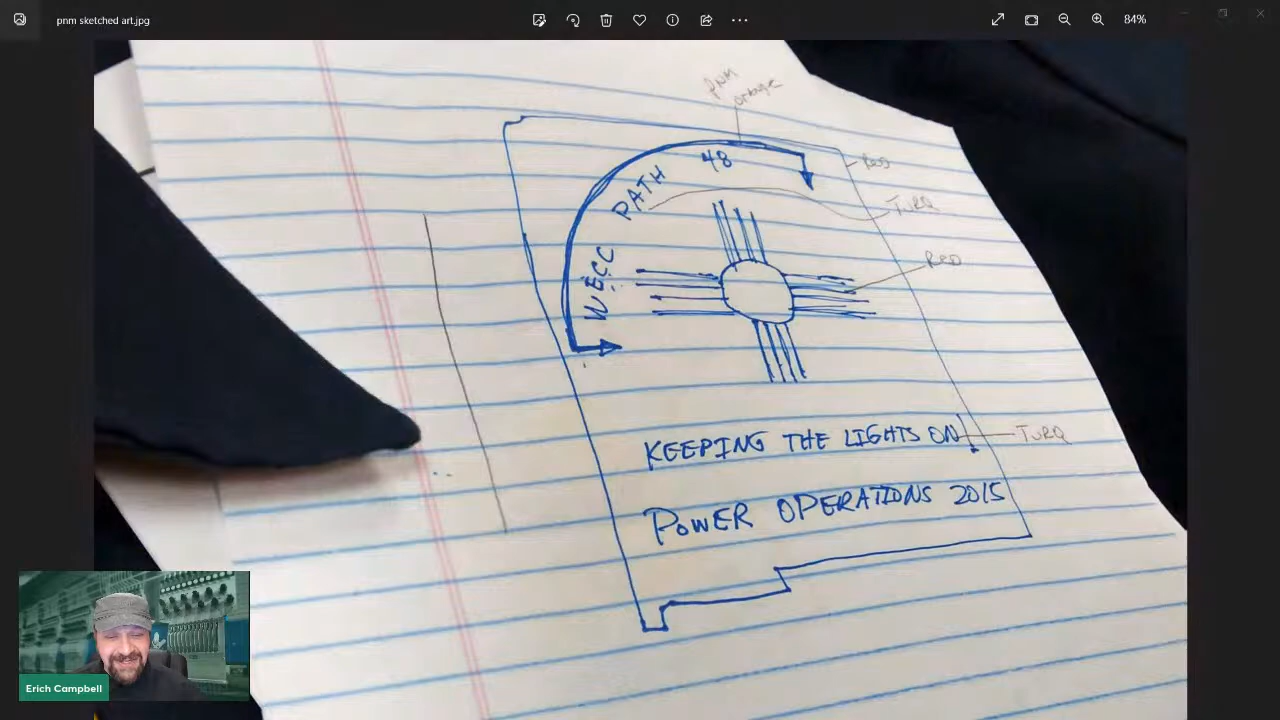 pnm sketched art.jpg
84%
PNM
orange
48
PATH
WECC
RED
TURQ
RED
KEEPING THE LIGHTS ON!
TURQ
POWER OPERATIONS 2015
Erich Campbell